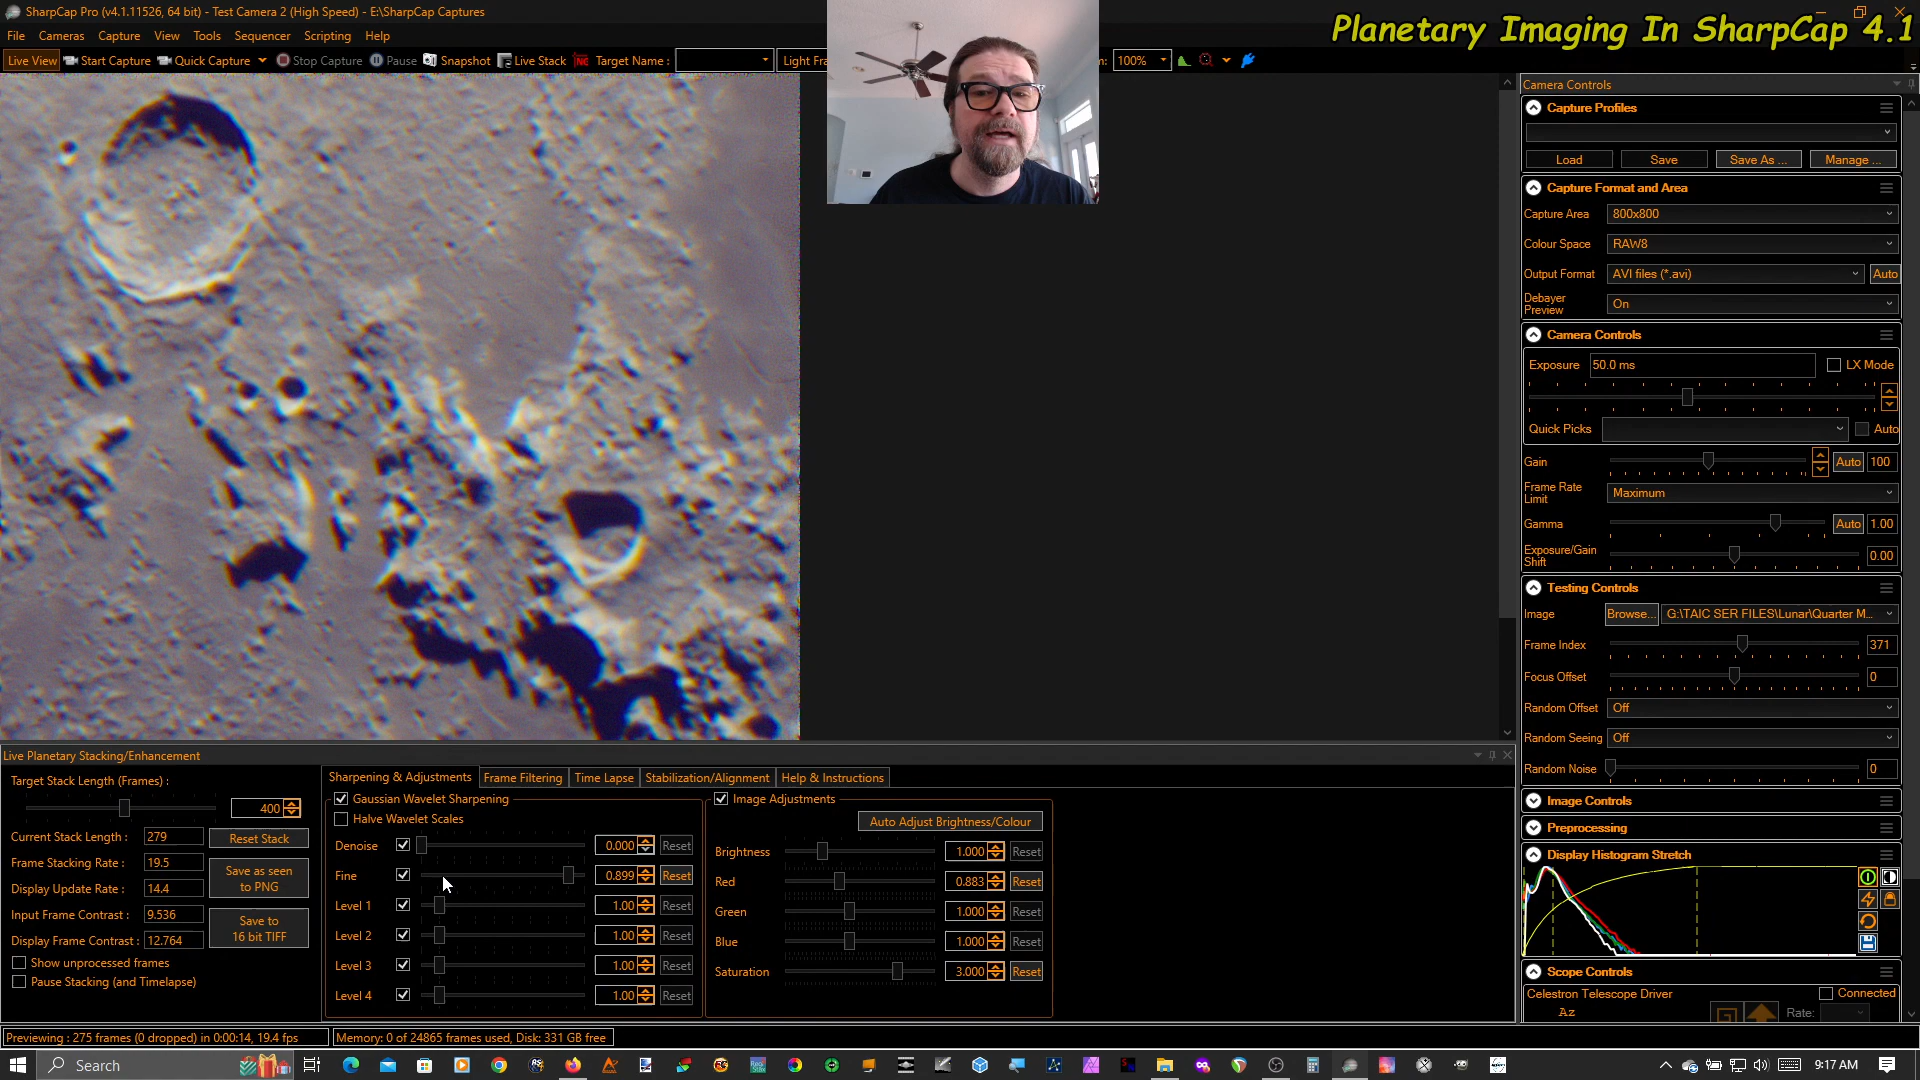 SharpCap Pro (v4.1.11526, 64 bit) - Test Camera 2 (High Speed) - E:\SharpCap Captures
Planetary Imaging In SharpCap 4.1
File Cameras Capture View Tools Sequencer Scripting Help
Live View Start Capture Quick Capture Stop Capture Pause Snapshot Live Stack Target Name : Light Fra m: 100%
Camera Controls
Capture Profiles
Load Save Save As ... Manage ...
Capture Format and Area
Capture Area 800x800
Colour Space RAW8
Output Format AVI files (*.avi) Auto
Debayer Preview On
Camera Controls
Exposure 50.0 ms LX Mode
Quick Picks Auto
Gain Auto 100
Frame Rate Limit Maximum
Gamma Auto 1.00
Exposure/Gain Shift 0.00
Testing Controls
Image Browse... G:\TAIC SER FILES\Lunar\Quarter M...
Frame Index 371
Focus Offset 0
Random Offset Off
Random Seeing Off
Random Noise 0
Image Controls
Preprocessing
Display Histogram Stretch
Scope Controls
Celestron Telescope Driver Connected
Az Rate:
Live Planetary Stacking/Enhancement
Target Stack Length (Frames) :
400
Current Stack Length : 279 Reset Stack
Frame Stacking Rate : 19.5
Display Update Rate : 14.4
Save as seen to PNG
Input Frame Contrast : 9.536
Display Frame Contrast : 12.764
Save to 16 bit TIFF
Show unprocessed frames
Pause Stacking (and Timelapse)
Sharpening & Adjustments Frame Filtering Time Lapse Stabilization/Alignment Help & Instructions
Gaussian Wavelet Sharpening
Halve Wavelet Scales
Denoise 0.000 Reset
Fine 0.899 Reset
Level 1 1.00 Reset
Level 2 1.00 Reset
Level 3 1.00 Reset
Level 4 1.00 Reset
Image Adjustments
Auto Adjust Brightness/Colour
Brightness 1.000 Reset
Red 0.883 Reset
Green 1.000 Reset
Blue 1.000 Reset
Saturation 3.000 Reset
Previewing : 275 frames (0 dropped) in 0:00:14, 19.4 fps Memory: 0 of 24865 frames used, Disk: 331 GB free
Search 9:17 AM